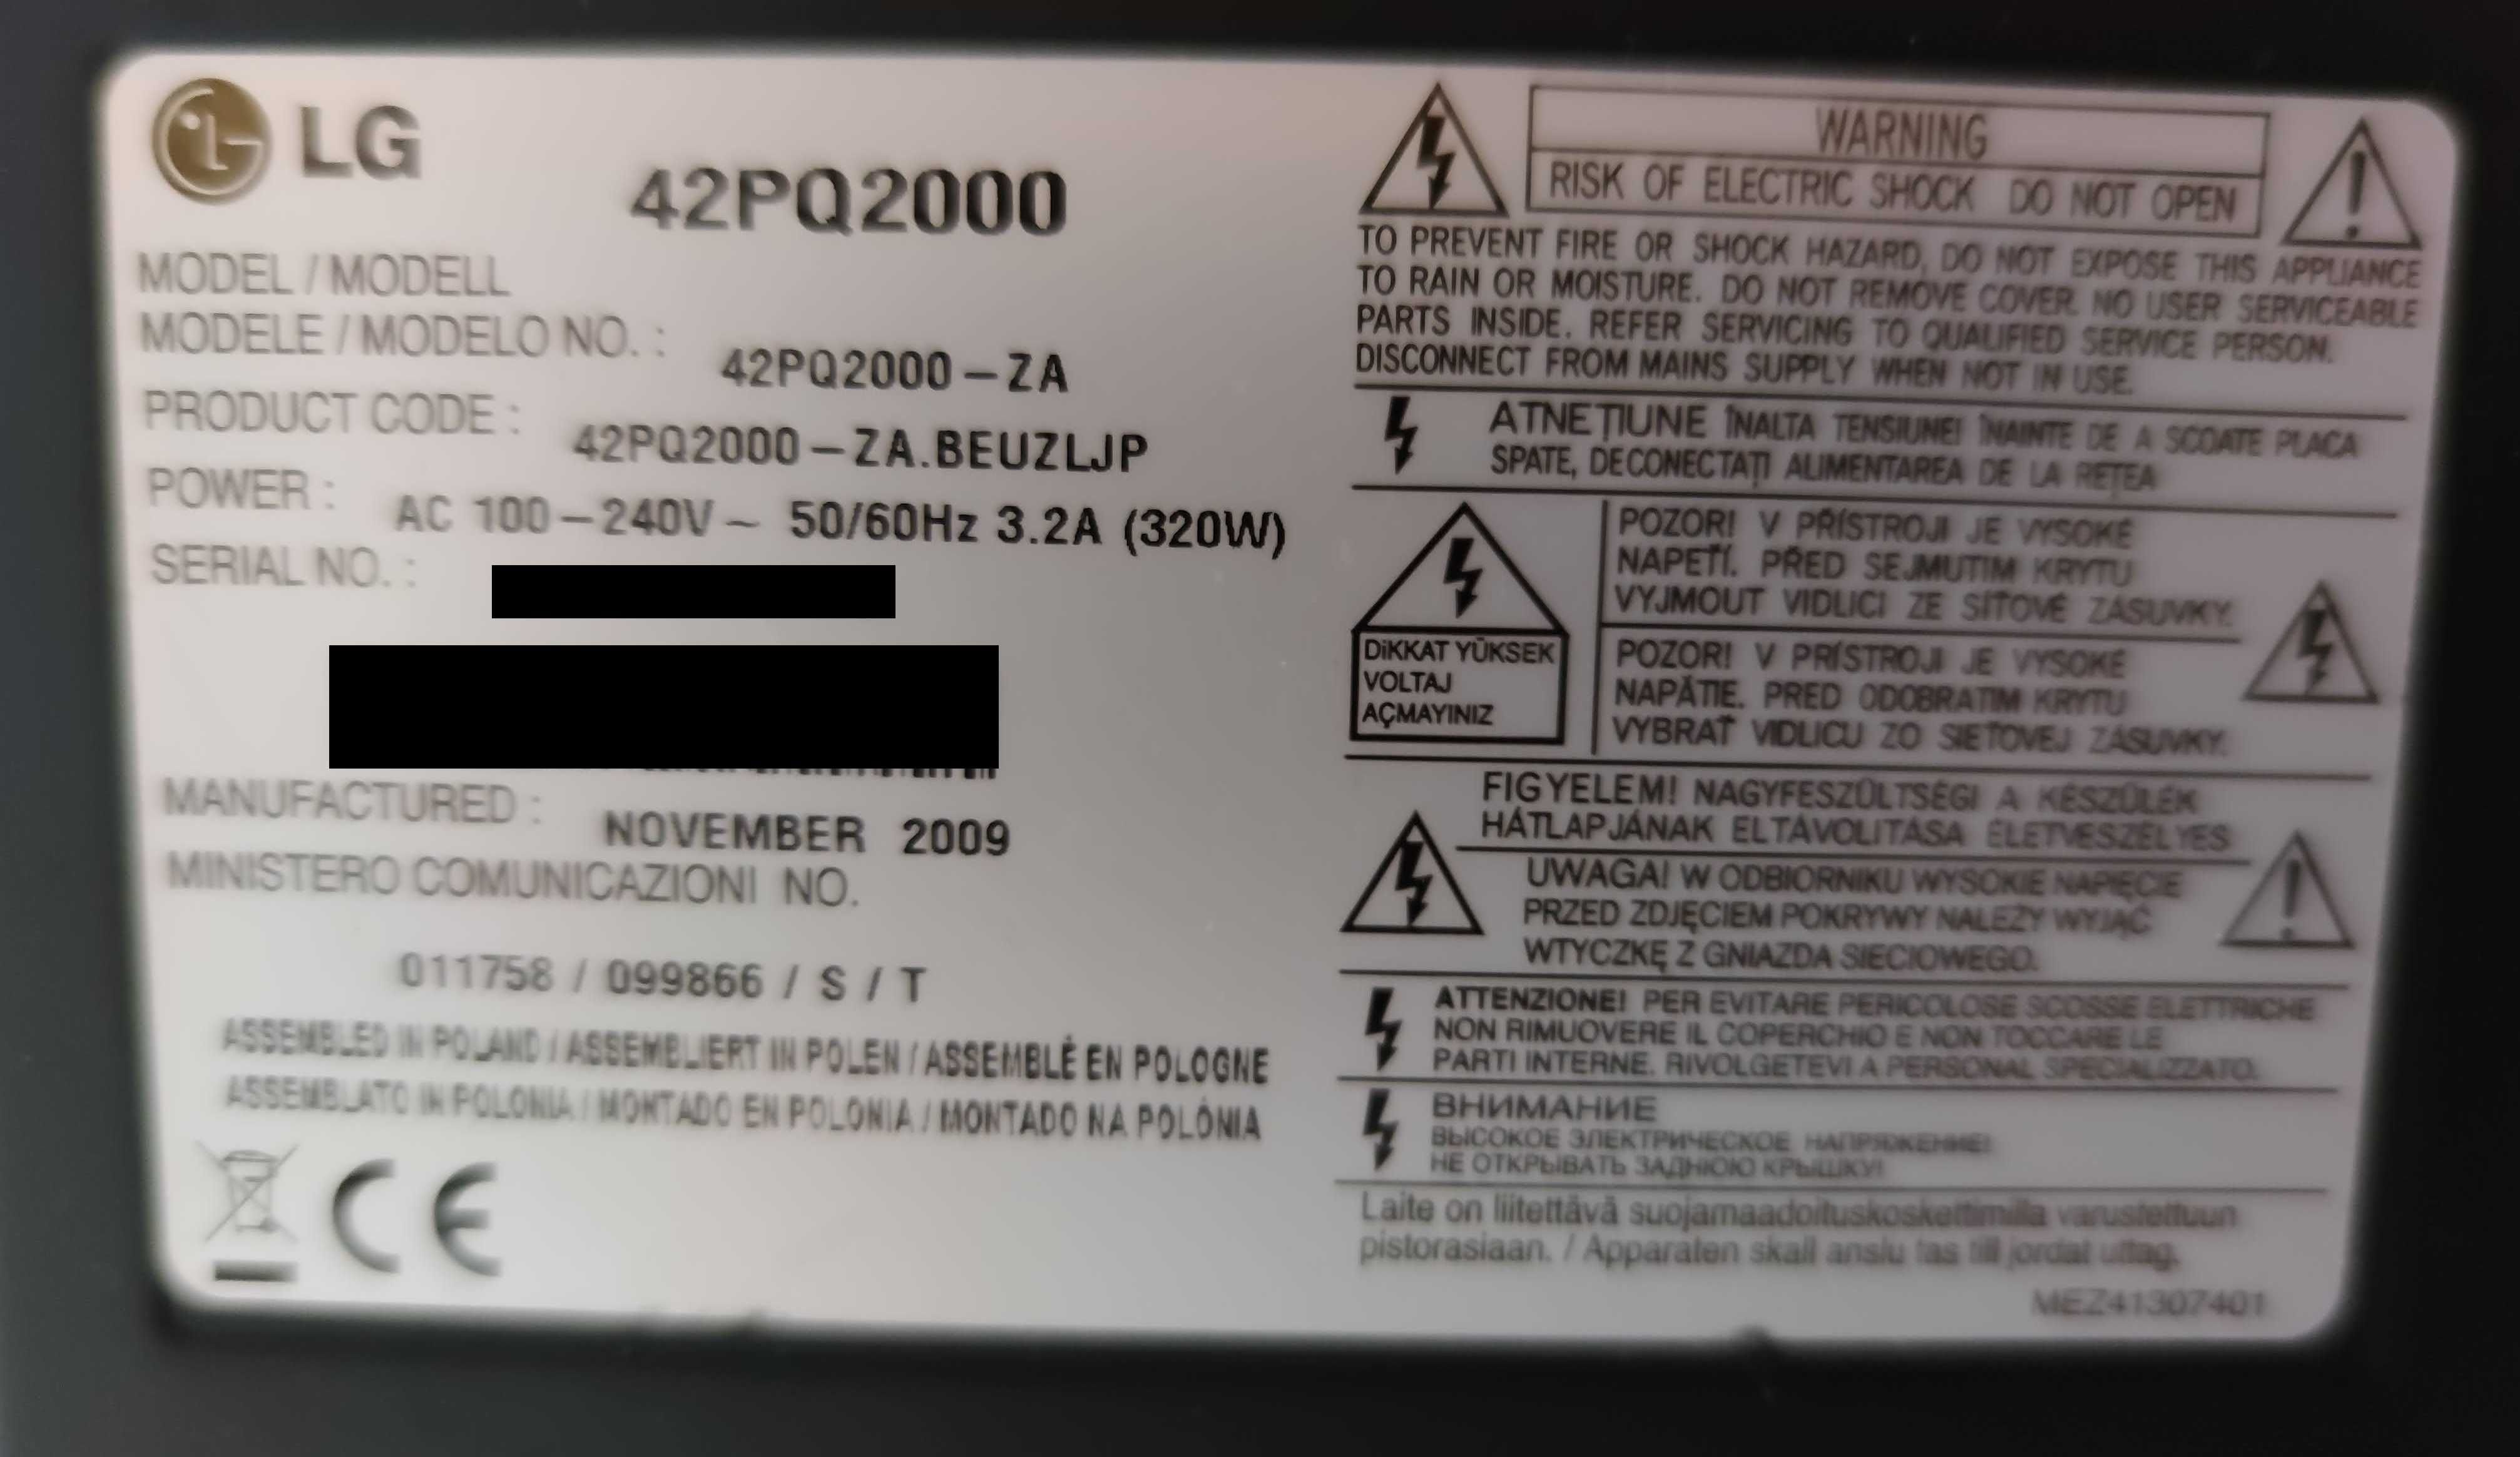 LG
42PQ2000
MODEL / MODELL
MODELE / MODELO NO. : 42PQ2000-ZA
PRODUCT CODE : 42PQ2000-ZA.BEUZLJP
POWER : AC 100-240V~ 50/60Hz 3.2A (320W)
SERIAL NO. :
MANUFACTURED : NOVEMBER 2009
MINISTERO COMUNICAZIONI NO.
011758 / 099866 / S / T
ASSEMBLED IN POLAND / ASSEMBLIERT IN POLEN / ASSEMBLÉ EN POLOGNE
ASSEMBLATO IN POLONIA / MONTADO EN POLONIA / MONTADO NA POLÓNIA
CE
WARNING
RISK OF ELECTRIC SHOCK DO NOT OPEN
TO PREVENT FIRE OR SHOCK HAZARD, DO NOT EXPOSE THIS APPLIANCE
TO RAIN OR MOISTURE. DO NOT REMOVE COVER. NO USER SERVICEABLE
PARTS INSIDE. REFER SERVICING TO QUALIFIED SERVICE PERSON.
DISCONNECT FROM MAINS SUPPLY WHEN NOT IN USE.
ATNEȚIUNE ÎNALTA TENSIUNE! ÎNAINTE DE A SCOATE PLACA
SPATE, DECONECTAȚI ALIMENTAREA DE LA REȚEA
DİKKAT YÜKSEK
VOLTAJ
AÇMAYINIZ
POZOR! V PŘÍSTROJI JE VYSOKÉ
NAPETÍ. PŘED SEJMUTIM KRYTU
VYJMOUT VIDLICI ZE SÍŤOVÉ ZÁSUVKY.
POZOR! V PRÍSTROJI JE VYSOKÉ
NAPÄTIE. PRED ODOBRATIM KRYTU
VYBRAŤ VIDLICU ZO SIEŤOVEJ ZÁSUVKY.
FIGYELEM! NAGYFESZÜLTSÉG! A KÉSZÜLÉK
HÁTLAPJÁNAK ELTÁVOLITÁSA ÉLETVESZÉLYES
UWAGA! W ODBIORNIKU WYSOKIE NAPIĘCIE
PRZED ZDJĘCIEM POKRYWY NALEŻY WYJĄĆ
WTYCZKĘ Z GNIAZDA SIECIOWEGO.
ATTENZIONE! PER EVITARE PERICOLOSE SCOSSE ELETTRICHE
NON RIMUOVERE IL COPERCHIO E NON TOCCARE LE
PARTI INTERNE. RIVOLGETEVI A PERSONAL SPECIALIZZATO.
ВНИМАНИЕ
ВЫСОКОЕ ЭЛЕКТРИЧЕСКОЕ НАПРЯЖЕНИЕ!
НЕ ОТКРЫВАТЬ ЗАДНЮЮ КРЫШКУ!
Laite on liitettävä suojamaadoituskoskettimilla varustettuun
pistorasiaan. / Apparaten skall anslutas till jordat uttag.
MEZ41307401